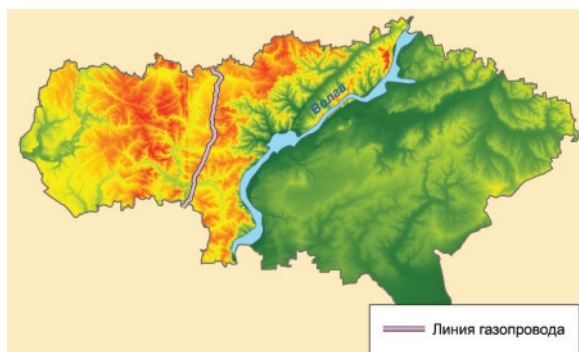 Волга
Линия газопровода